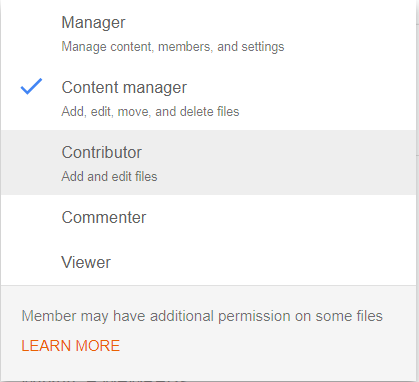 Manager
Manage content, members, and settings
Content manager
Add, edit, move, and delete files
Contributor
Add and edit files
Commenter
Viewer
Member may have additional permission on some files
LEARN MORE